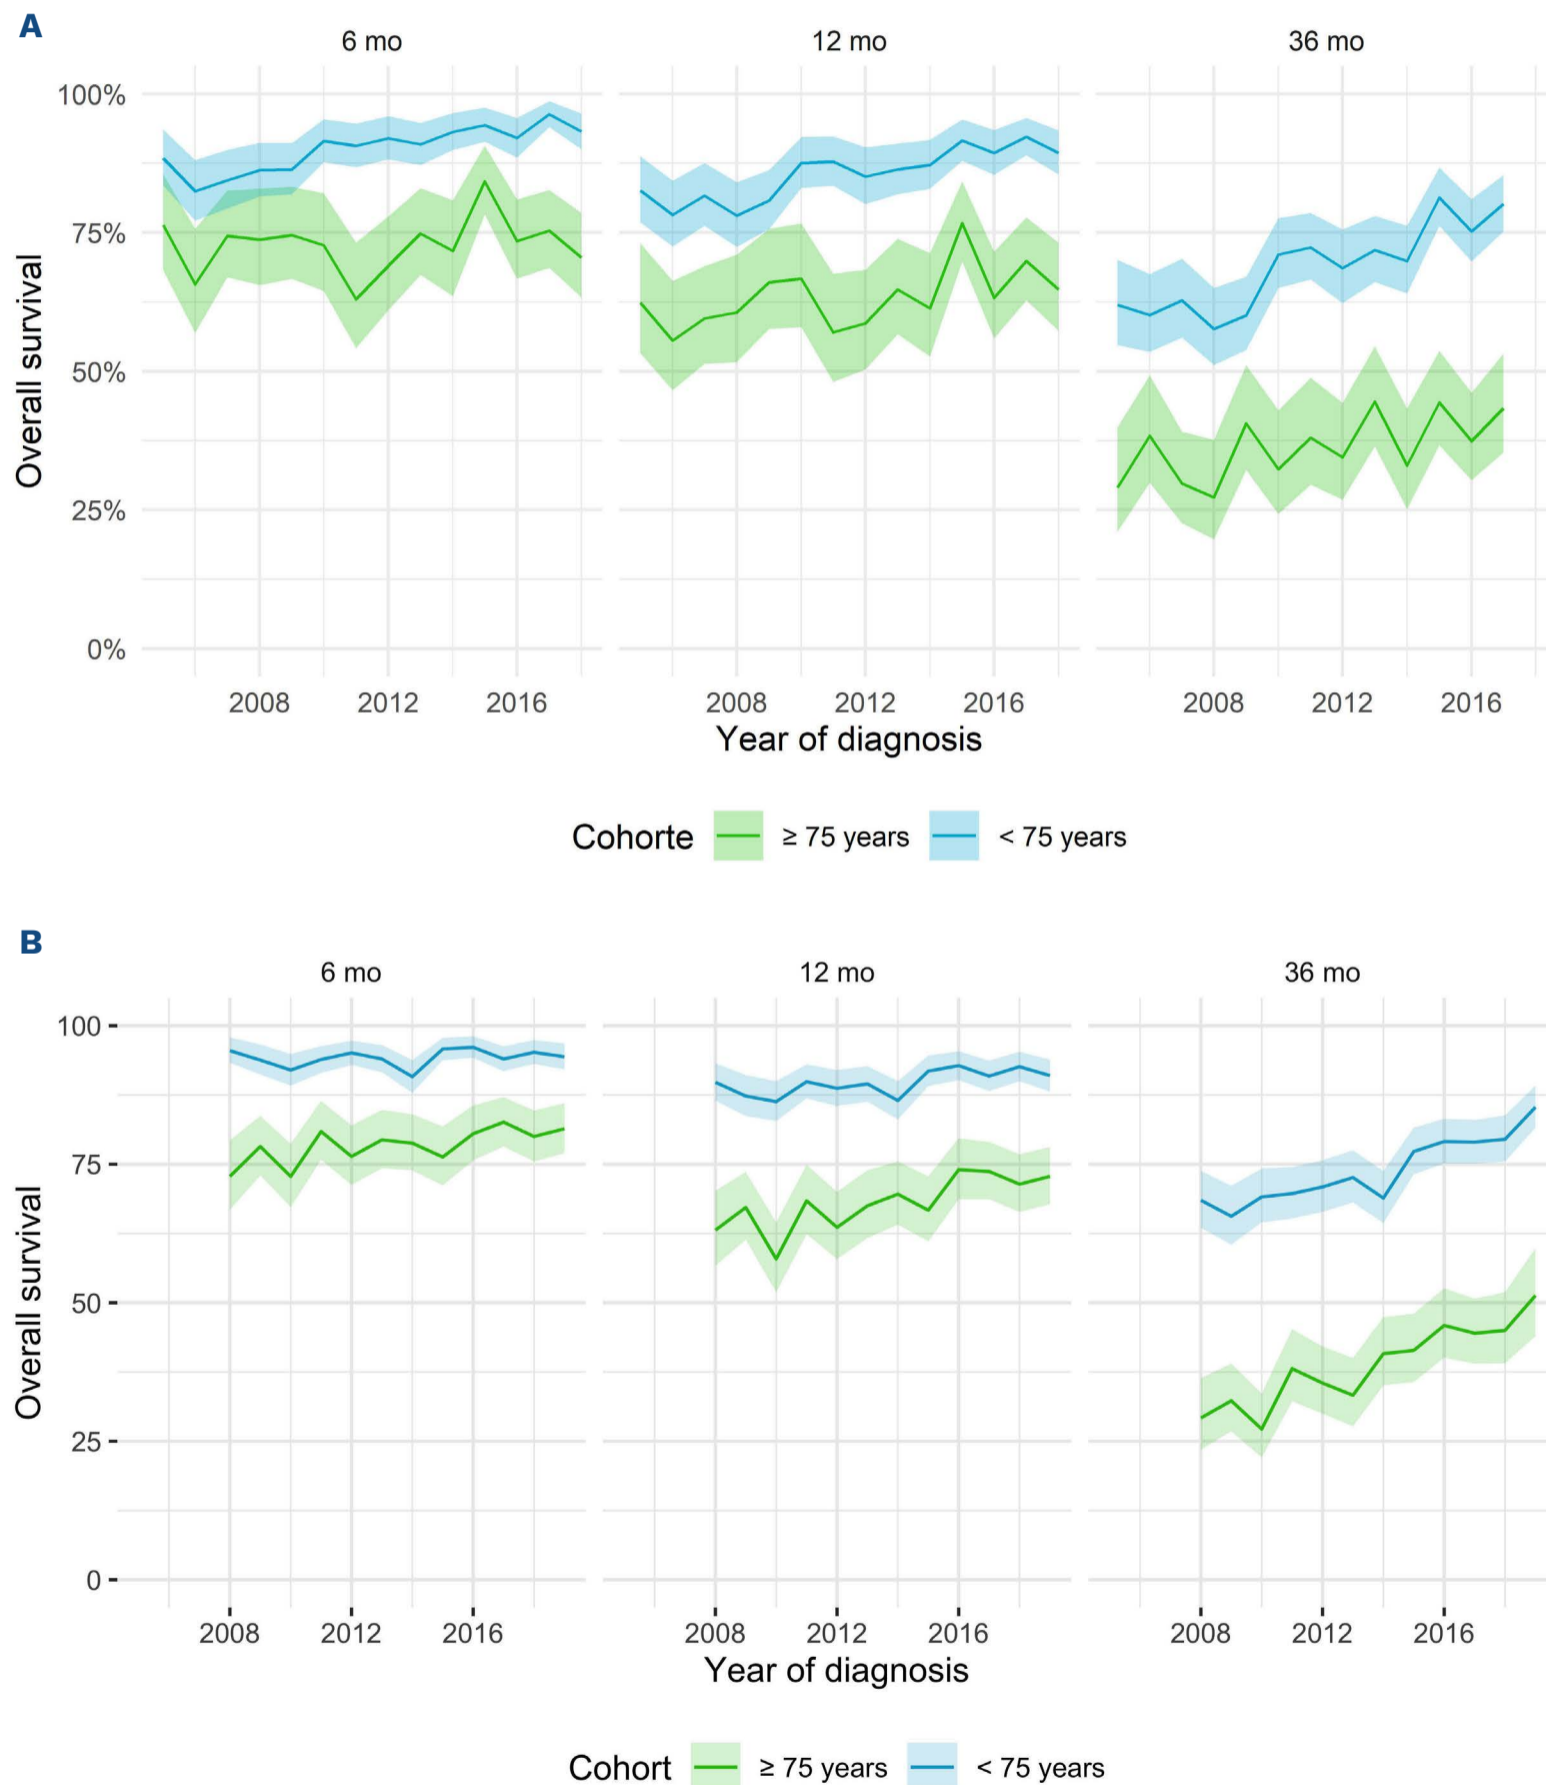 A
6 mo 12 mo 36 mo
100%
75%
50%
25%
0%
Overall survival
2008 2012 2016 2008 2012 2016 2008 2012 2016
Year of diagnosis
Cohorte ≥ 75 years < 75 years
B
6 mo 12 mo 36 mo
100
75
50
25
0
Overall survival
2008 2012 2016 2008 2012 2016 2008 2012 2016
Year of diagnosis
Cohort ≥ 75 years < 75 years